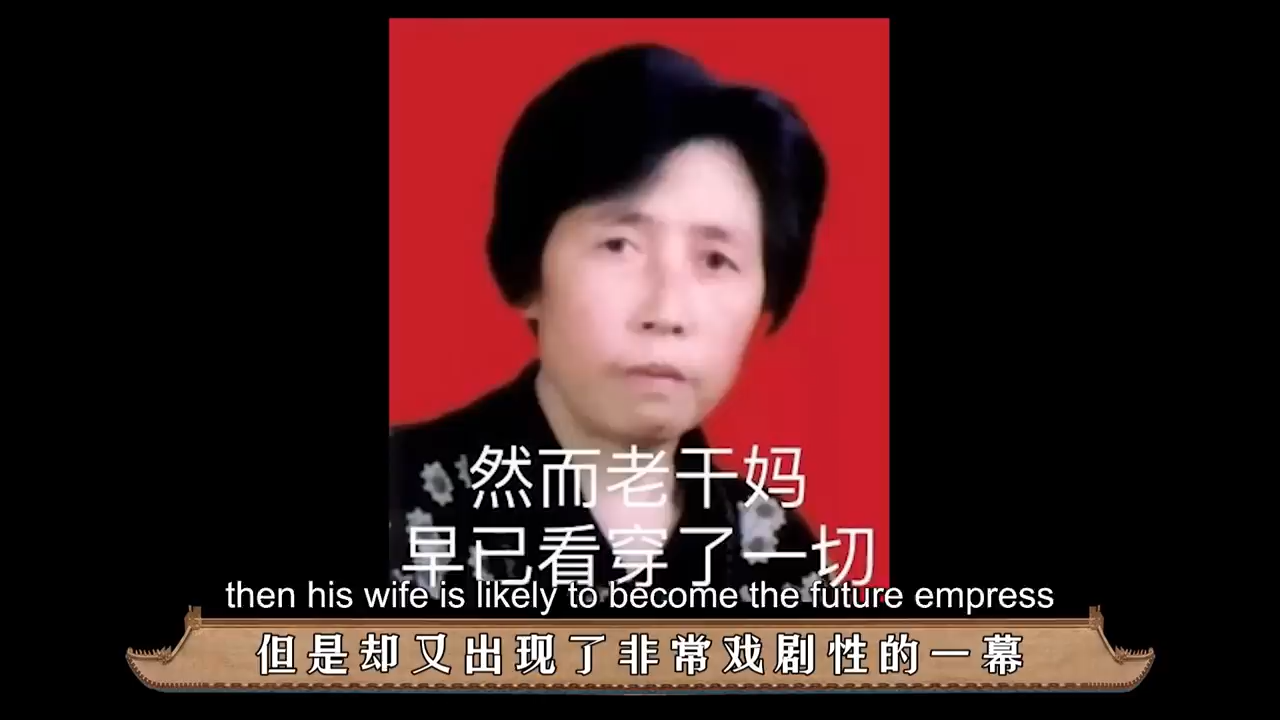 然而老干妈
早已看穿了一切
then his wife is likely to become the future empress
但是却又出现了非常戏剧性的一幕